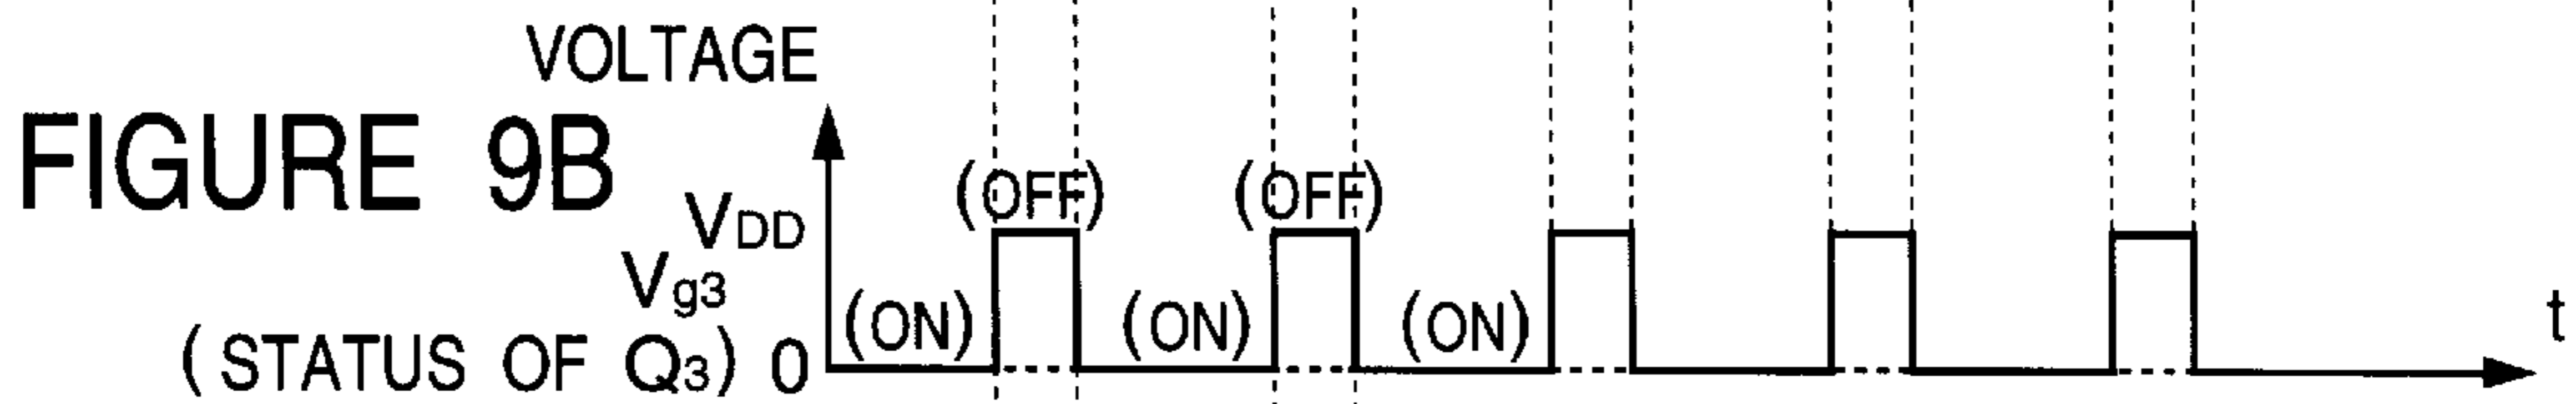 VOLTAGE
FIGURE 9B
(OFF) (OFF)
VDD
Vg3
(ON) (ON) (ON) t
(STATUS OF Q3) 0